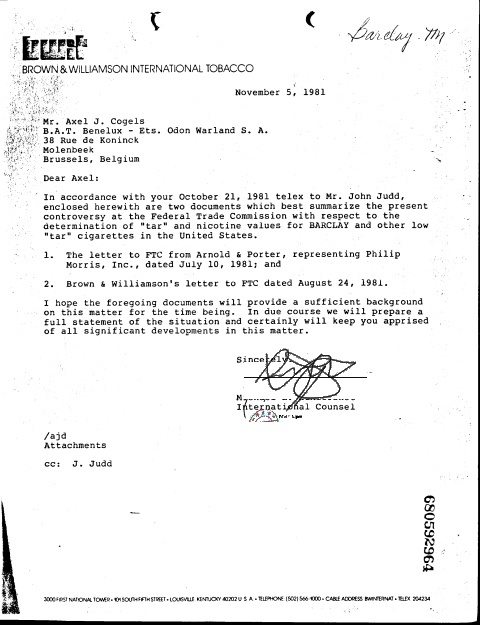 Barclay
BROWN & WILLIAMSON INTERNATIONAL TOBACCO
November 5, 1981
Mr. Axel J. Cogels
B.A.T. Benelux - Ets. Odon Warland S. A.
38 Rue de Koninck
Molenbeek
Brussels, Belgium
Dear Axel:
In accordance with your October 21, 1981 telex to Mr. John Judd,
enclosed herewith are two documents which best summarize the present
controversy at the Federal Trade Commission with respect to the
determination of "tar" and nicotine values for BARCLAY and other low
"tar" cigarettes in the United States.
1. The letter to FTC from Arnold & Porter, representing Philip
Morris, Inc., dated July 10, 1981; and
2. Brown & Williamson's letter to FTC dated August 24, 1981.
I hope the foregoing documents will provide a sufficient background
on this matter for the time being. In due course we will prepare a
full statement of the situation and certainly will keep you apprised
of all significant developments in this matter.
Sincerely,
International Counsel
/ajd
Attachments
cc: J. Judd
680592964
3000 FIRST NATIONAL TOWER • 101 SOUTH FIFTH STREET • LOUISVILLE KENTUCKY 40202 U S A • TELEPHONE (502) 566-1000 • CABLE ADDRESS BWINTERNAT • TELEX 204234